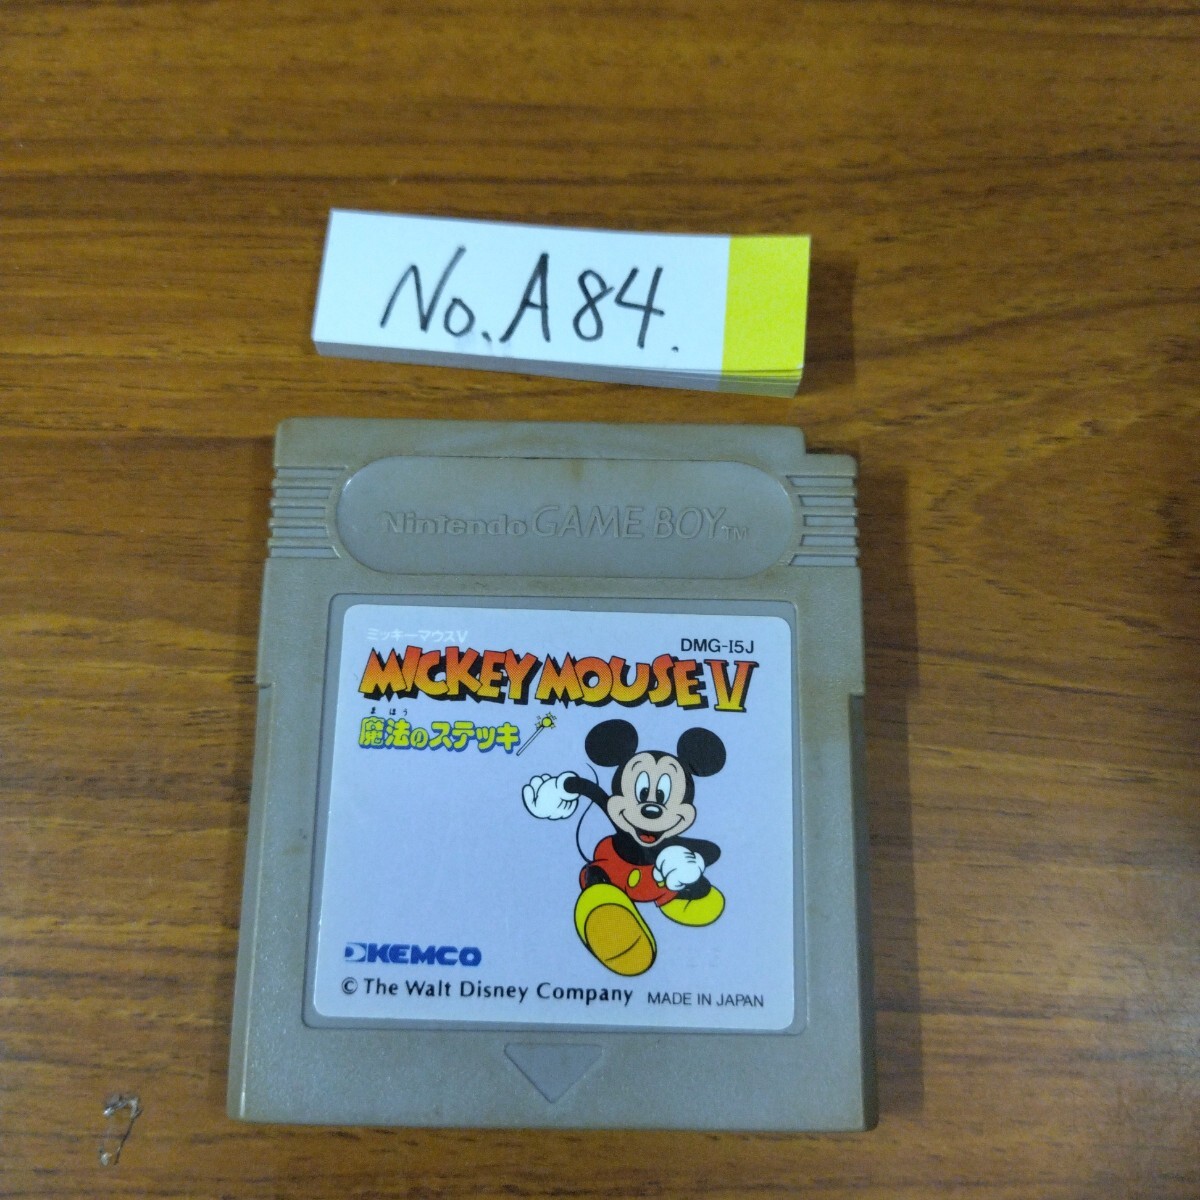 No. A84.
Nintendo GAME BOY™
ミッキーマウスV
DMG-I5J
MICKEY MOUSE V
まほう
魔法のステッキ
KEMCO
© The Walt Disney Company MADE IN JAPAN